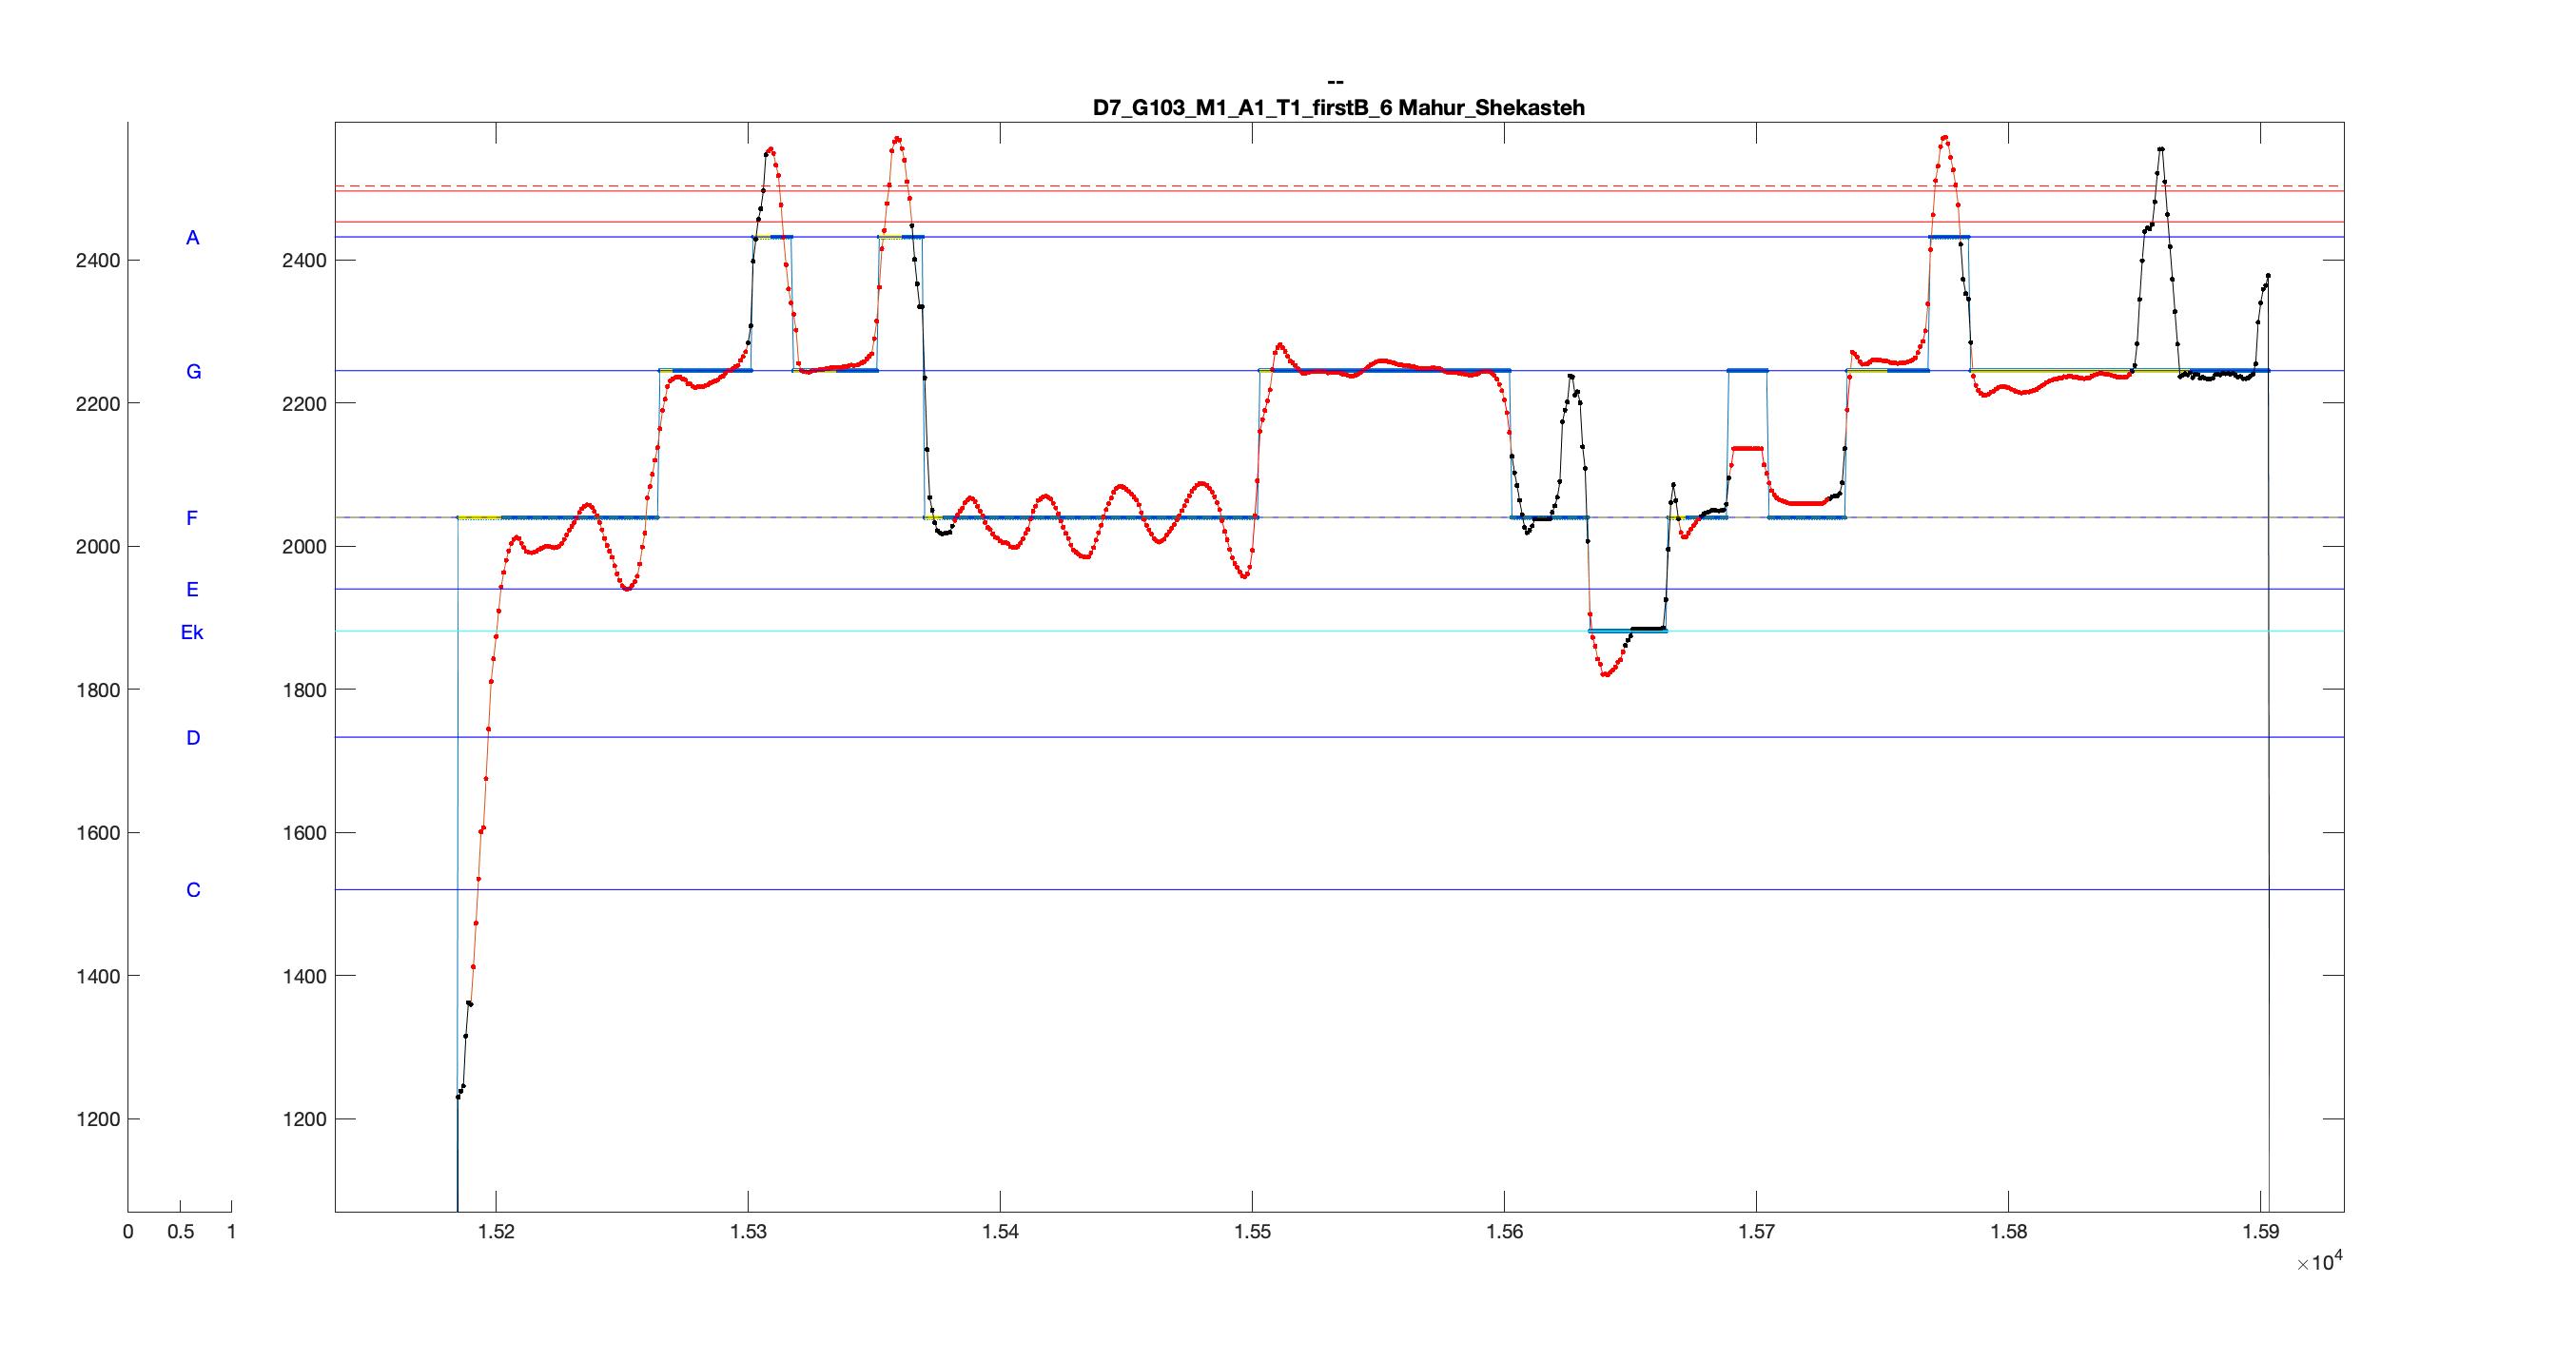 --
D7_G103_M1_A1_T1_firstB_6 Mahur_Shekasteh
A
2400 2400
G
2200 2200
F
2000 2000
E
Ek
1800 1800
D
1600 1600
C
1400 1400
1200 1200
0 0.5 1 1.52 1.53 1.54 1.55 1.56 1.57 1.58 1.59
×10⁴